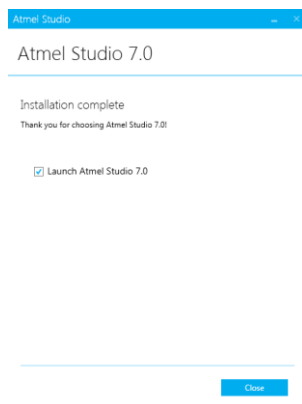 Atmel Studio
Atmel Studio 7.0
Installation complete
Thank you for choosing Atmel Studio 7.0!
Launch Atmel Studio 7.0
Close